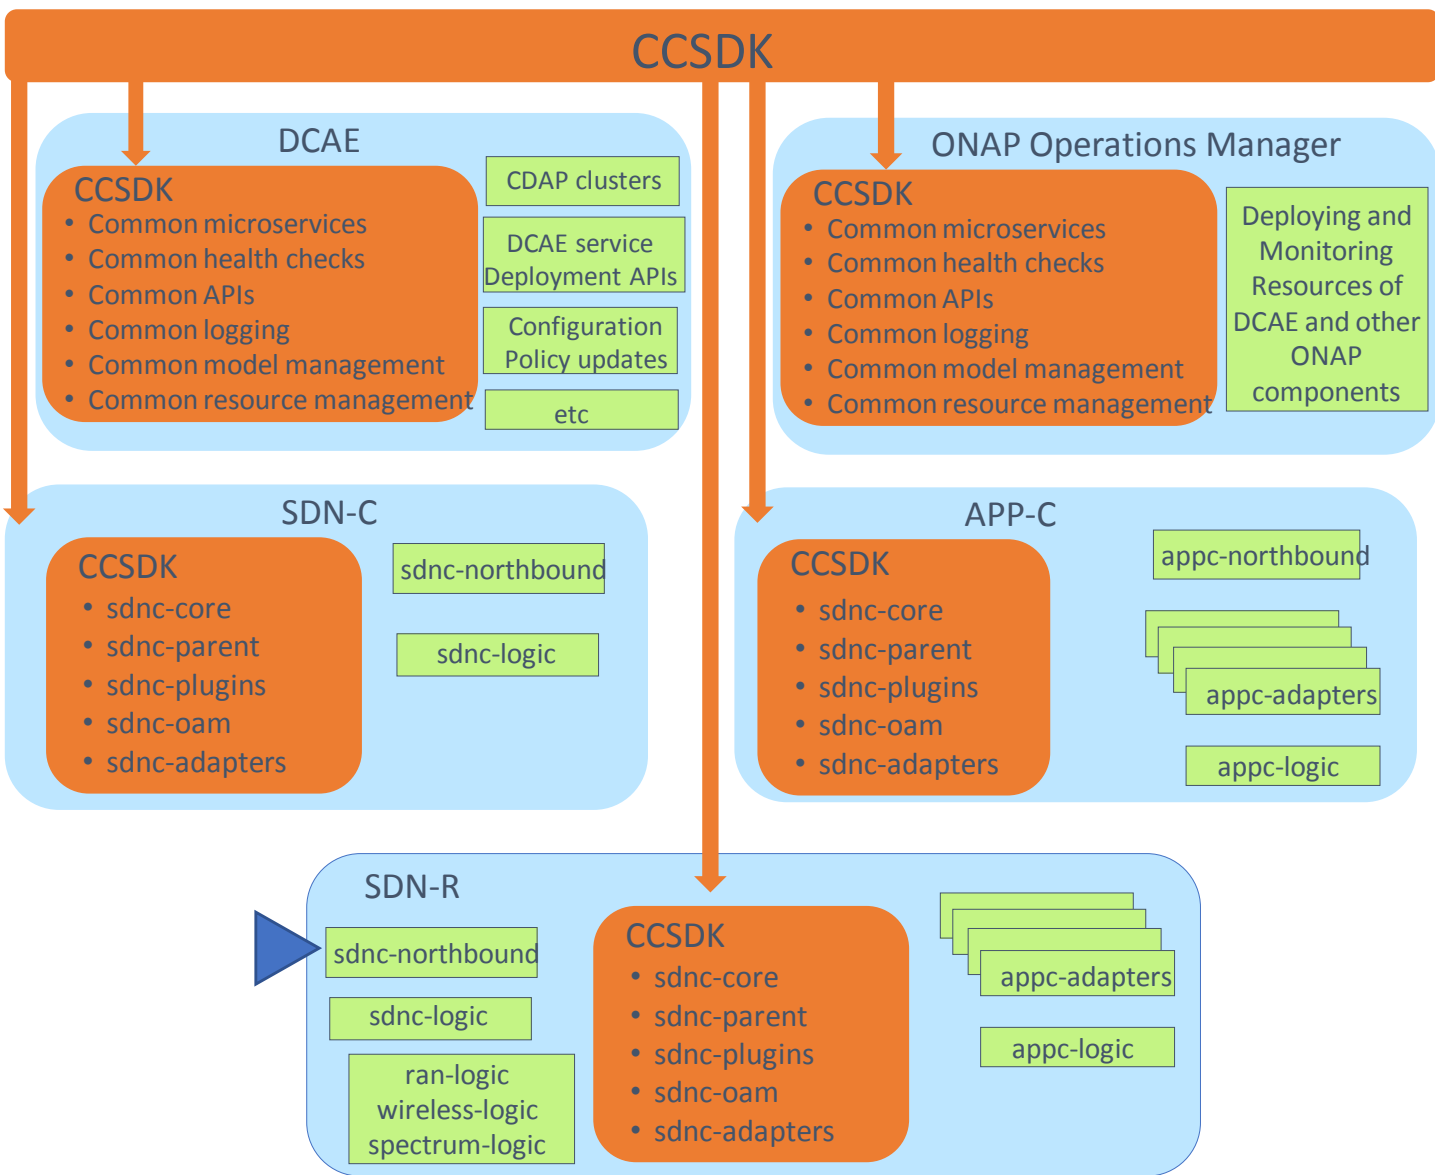 CCSDK
DCAE
CCSDK
• Common microservices
• Common health checks
• Common APIs
• Common logging
• Common model management
• Common resource management
CDAP clusters
DCAE service
Deployment APIs
Configuration
Policy updates
etc
ONAP Operations Manager
CCSDK
• Common microservices
• Common health checks
• Common APIs
• Common logging
• Common model management
• Common resource management
Deploying and
Monitoring
Resources of
DCAE and other
ONAP
components
SDN-C
CCSDK
• sdnc-core
• sdnc-parent
• sdnc-plugins
• sdnc-oam
• sdnc-adapters
sdnc-northbound
sdnc-logic
APP-C
CCSDK
• sdnc-core
• sdnc-parent
• sdnc-plugins
• sdnc-oam
• sdnc-adapters
appc-northbound
appc-adapters
appc-logic
SDN-R
sdnc-northbound
sdnc-logic
ran-logic
wireless-logic
spectrum-logic
CCSDK
• sdnc-core
• sdnc-parent
• sdnc-plugins
• sdnc-oam
• sdnc-adapters
appc-adapters
appc-logic